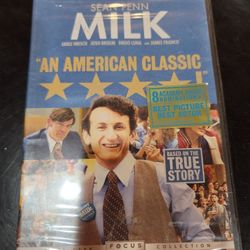 SEAN PENN
MILK
EMILE HIRSCH JOSH BROLIN DIEGO LUNA AND JAMES FRANCO
"AN AMERICAN CLASSIC
8 ACADEMY AWARD
NOMINATIONS
BEST PICTURE
BEST ACTOR
BASED ON THE
TRUE
STORY
FOCUS COLLECTION